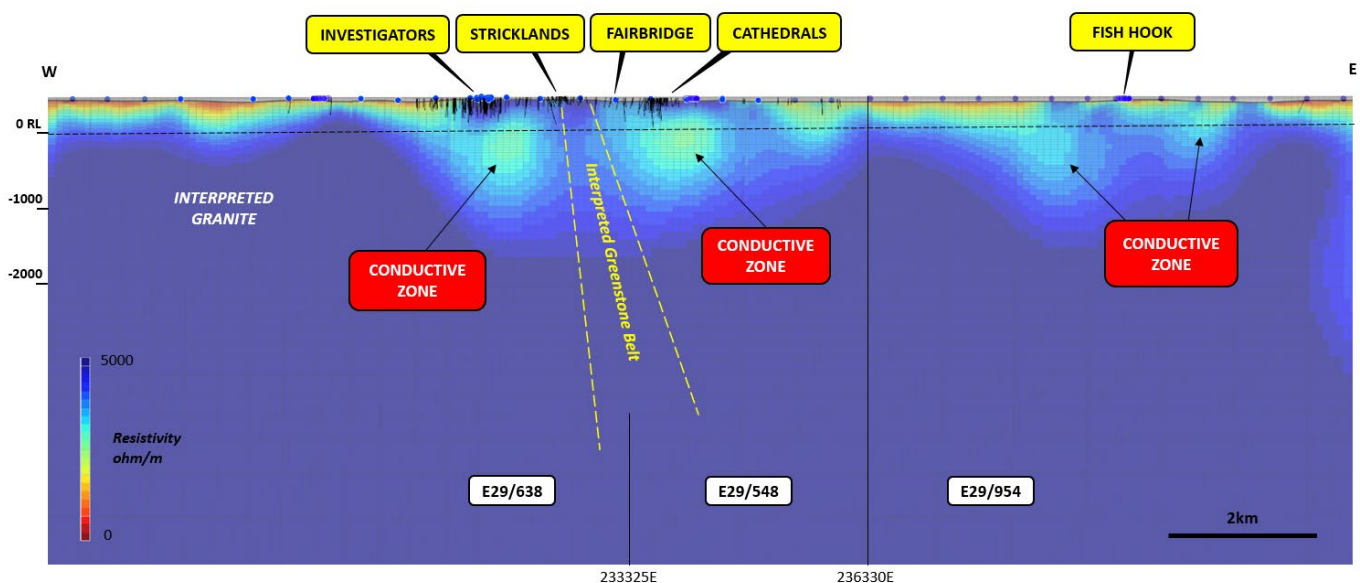 INVESTIGATORS
STRICKLANDS
FAIRBRIDGE
CATHEDRALS
FISH HOOK
W
E
0 RL
-1000
-2000
INTERPRETED
GRANITE
Interpreted Greenstone Belt
CONDUCTIVE
ZONE
CONDUCTIVE
ZONE
CONDUCTIVE
ZONE
5000
Resistivity
ohm/m
0
E29/638
E29/548
E29/954
2km
233325E
236330E